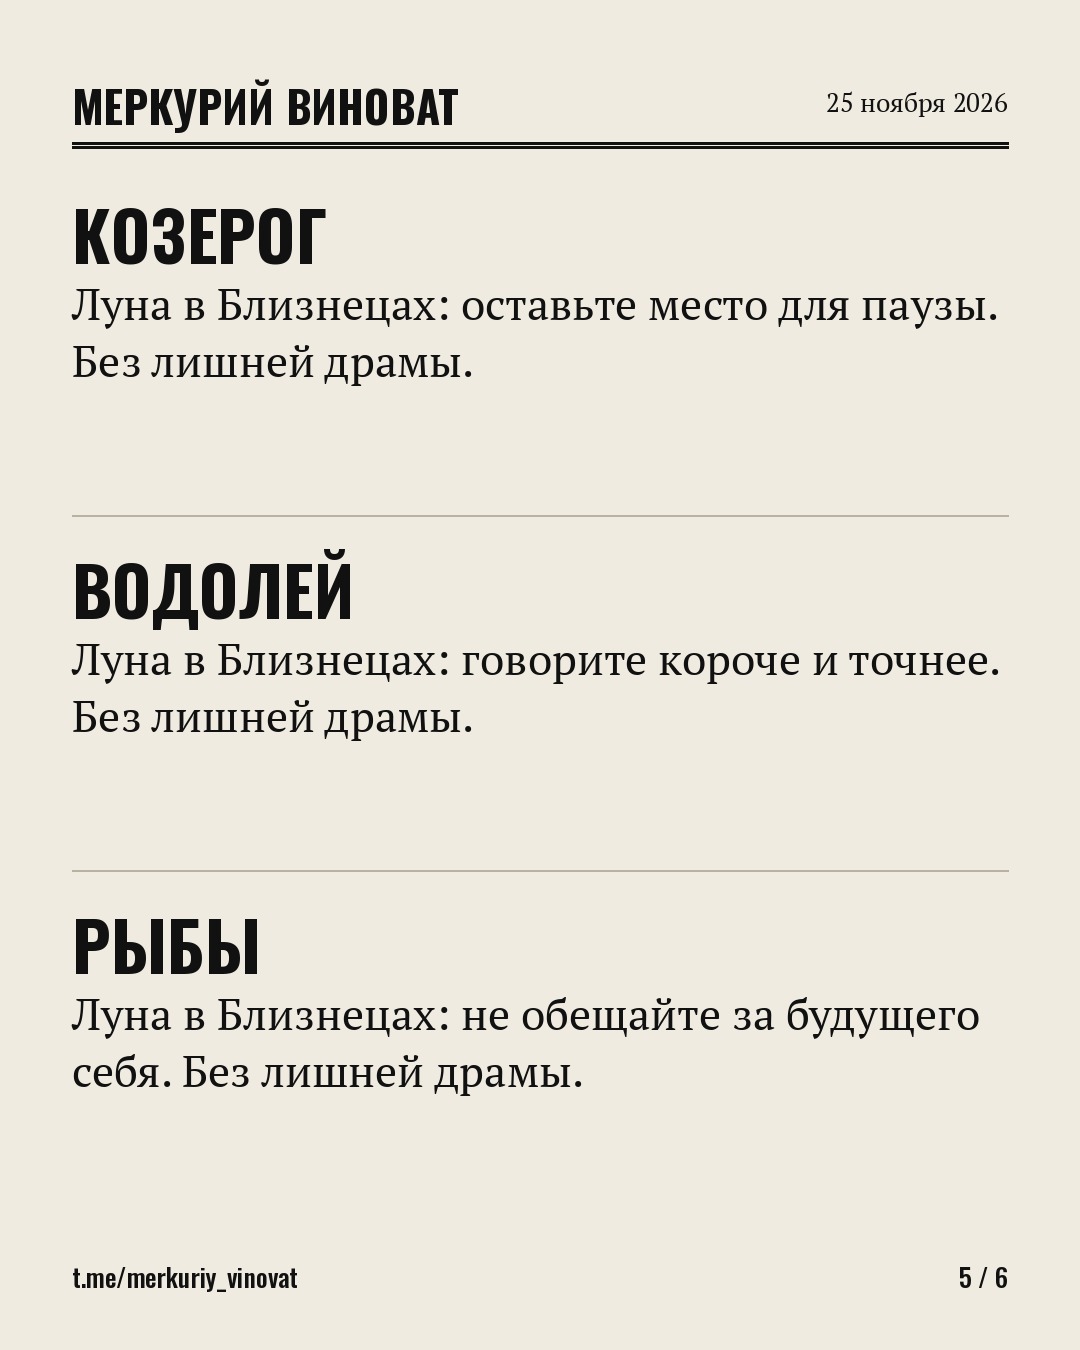 МЕРКУРИЙ ВИНОВАТ
25 ноября 2026
КОЗЕРОГ
Луна в Близнецах: оставьте место для паузы.
Без лишней драмы.
ВОДОЛЕЙ
Луна в Близнецах: говорите короче и точнее.
Без лишней драмы.
РЫБЫ
Луна в Близнецах: не обещайте за будущего
себя. Без лишней драмы.
t.me/merkuriy_vinovat
5 / 6